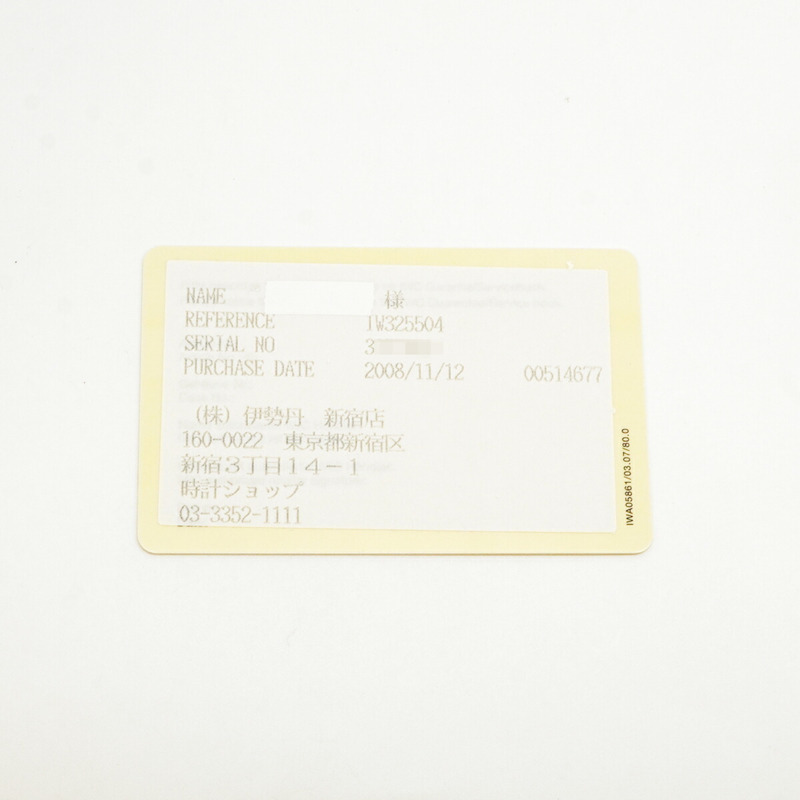 NAME 様
REFERENCE IW325504
SERIAL NO 3
PURCHASE DATE 2008/11/12 00514677
(株) 伊勢丹 新宿店
160-0022 東京都新宿区
新宿3丁目14-1
時計ショップ
03-3352-1111
IWA05861/03.07/80.0